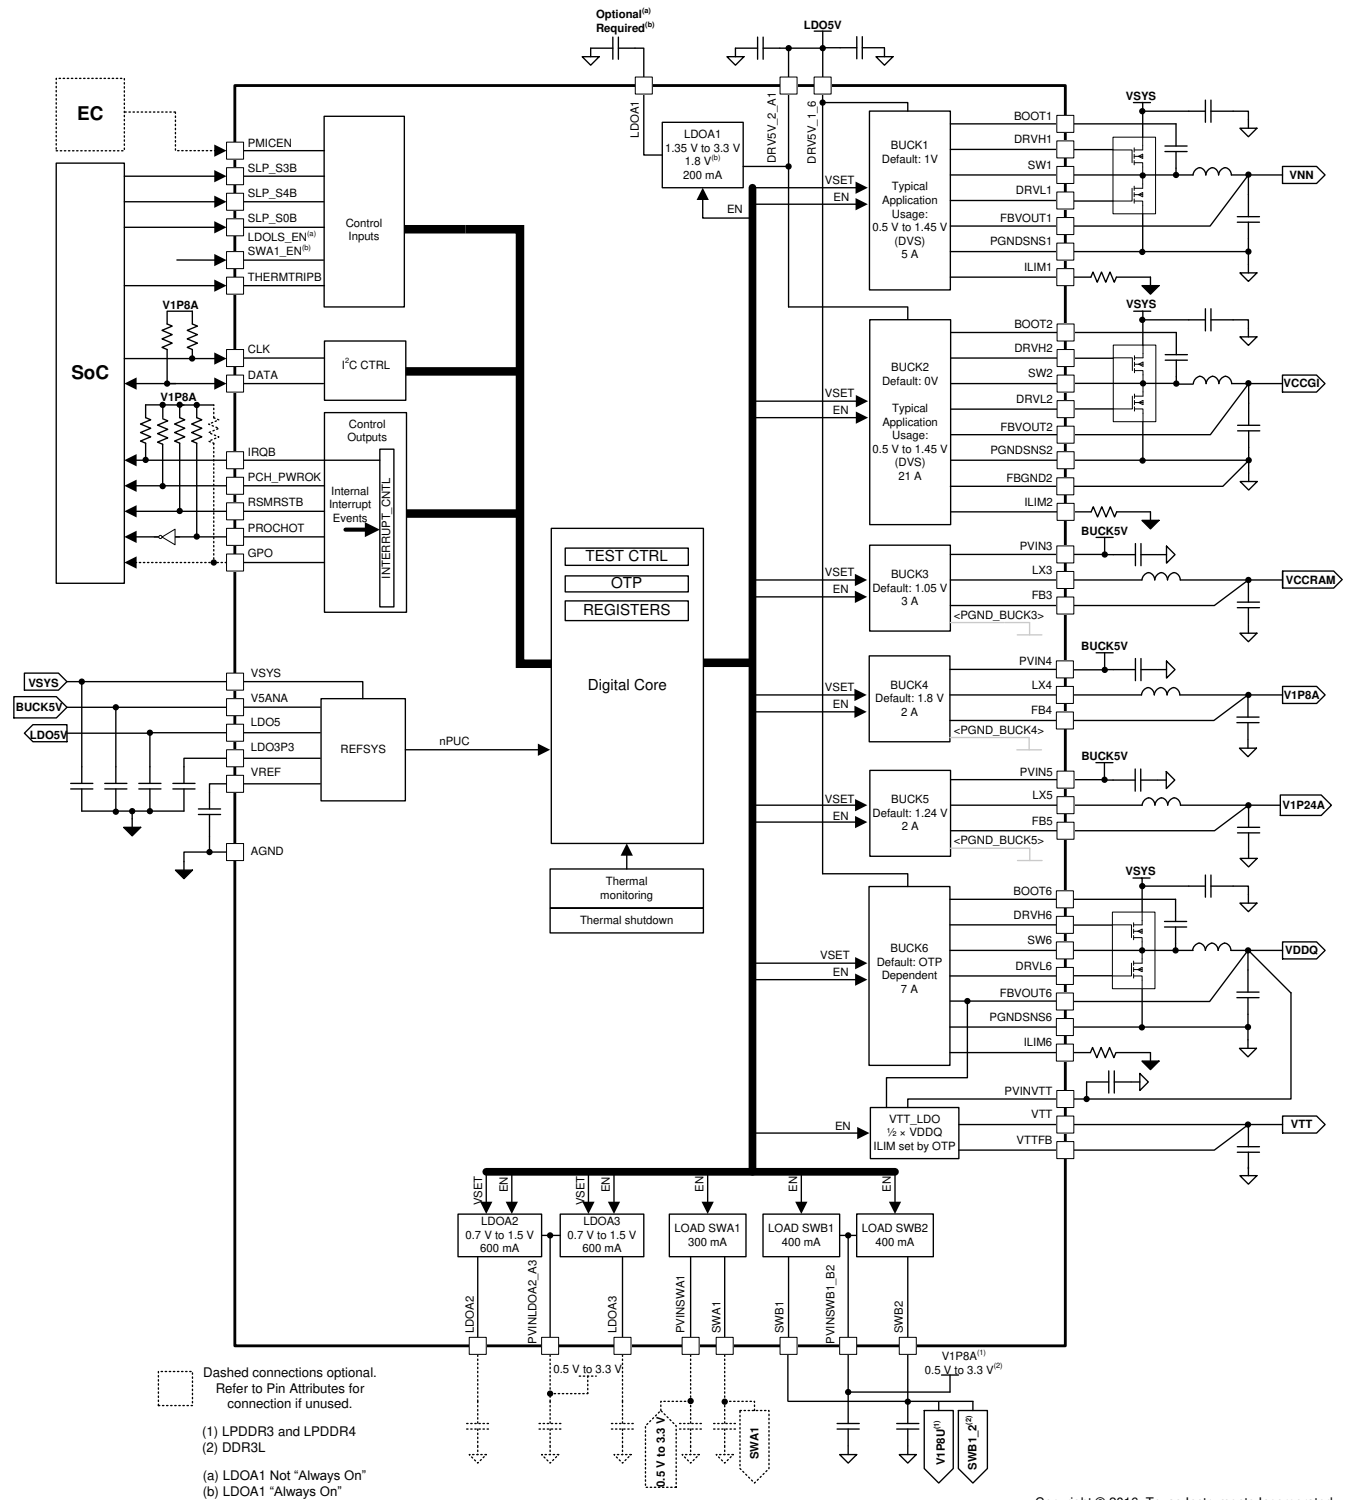 Optional(a)
Required(b)
LDO5V
EC
LDOA1
DRV5V_2_A1
DRV5V_1_6
LDOA1
1.35 V to 3.3 V
1.8 V(b)
200 mA
EN
PMICEN
SLP_S3B
SLP_S4B
SLP_S0B
LDOLS_EN(a)
SWA1_EN(b)
THERMTRIPB
Control
Inputs
SoC
V1P8A
CLK
DATA
I2C CTRL
V1P8A
IRQB
PCH_PWROK
RSMRSTB
PROCHOT
GPO
Control
Outputs
Internal
Interrupt
Events
INTERRUPT_CNTL
VSYS
BUCK5V
LDO5V
VSYS
V5ANA
LDO5
LDO3P3
VREF
AGND
REFSYS
nPUC
TEST CTRL
OTP
REGISTERS
Digital Core
Thermal
monitoring
Thermal shutdown
VSET
EN
BUCK1
Default: 1V
Typical
Application
Usage:
0.5 V to 1.45 V
(DVS)
5 A
BOOT1
DRVH1
SW1
DRVL1
FBVOUT1
PGNDSNS1
ILIM1
VSYS
VNN
VSET
EN
BUCK2
Default: 0V
Typical
Application
Usage:
0.5 V to 1.45 V
(DVS)
21 A
BOOT2
DRVH2
SW2
DRVL2
FBVOUT2
PGNDSNS2
FBGND2
ILIM2
VSYS
VCCGI
VSET
EN
BUCK3
Default: 1.05 V
3 A
PVIN3
LX3
FB3
<PGND_BUCK3>
BUCK5V
VCCRAM
VSET
EN
BUCK4
Default: 1.8 V
2 A
PVIN4
LX4
FB4
<PGND_BUCK4>
BUCK5V
V1P8A
VSET
EN
BUCK5
Default: 1.24 V
2 A
PVIN5
LX5
FB5
<PGND_BUCK5>
BUCK5V
V1P24A
VSET
EN
BUCK6
Default: OTP
Dependent
7 A
BOOT6
DRVH6
SW6
DRVL6
FBVOUT6
PGNDSNS6
ILIM6
VSYS
VDDQ
PVINVTT
EN
VTT_LDO
½ × VDDQ
ILIM set by OTP
VTT
VTTFB
VTT
VSET
EN
VSET
EN
EN
EN
EN
LDOA2
0.7 V to 1.5 V
600 mA
LDOA3
0.7 V to 1.5 V
600 mA
LOAD SWA1
300 mA
LOAD SWB1
400 mA
LOAD SWB2
400 mA
LDOA2
PVINLDOA2_A3
LDOA3
PVINSWA1
SWA1
SWB1
PVINSWB1_B2
SWB2
0.5 V to 3.3 V
V1P8A(1)
0.5 V to 3.3 V(2)
0.5 V to 3.3 V
SWA1
V1P8U(1)
SWB1_2(2)
Dashed connections optional.
Refer to Pin Attributes for
connection if unused.
(1) LPDDR3 and LPDDR4
(2) DDR3L
(a) LDOA1 Not “Always On”
(b) LDOA1 “Always On”